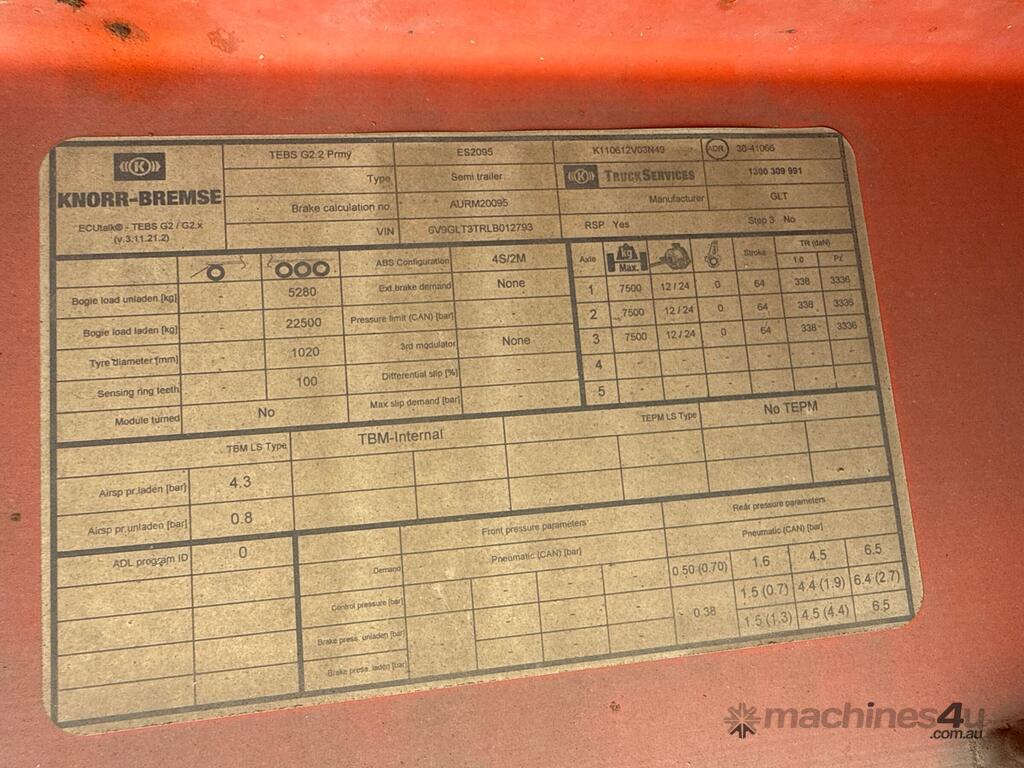 TEBS G2.2 Prmy ES2095 K110612V03N49 ADR 38-41066
KNORR-BREMSE
ECUtalk® - TEBS G2 / G2.x
(v.3.11.21.2)
Type Semi trailer TRUCKSERVICES 1300 309 991
Brake calculation no. AURM20095 Manufacturer GLT
VIN 6V9GLT3TRLB012793 RSP Yes Step 3 No
ABS Configuration 4S/2M Axle kg Max. Stroke TR (daN)
1.0 Pz
Bogie load unladen [kg] 5280 Ext.brake demand None 1 7500 12 / 24 0 64 338 3336
Bogie load laden [kg] 22500 Pressure limit (CAN) [bar] 2 7500 12 / 24 0 64 338 3336
Tyre diameter [mm] 1020 3rd modulator None 3 7500 12 / 24 0 64 338 3336
Sensing ring teeth 100 Differential slip [%] 4
Module turned No Max slip demand [bar] 5
TBM LS Type TBM-Internal TEPM LS Type No TEPM
Airsp pr.laden [bar] 4.3
Airsp pr.unladen [bar] 0.8
ADL program ID 0 Front pressure parameters Rear pressure parameters
Demand Pneumatic (CAN) [bar] Pneumatic (CAN) [bar]
Control pressure [bar] 0.50 (0.70) 1.6 4.5 6.5
Brake press. unladen [bar] 0.38 1.5 (0.7) 4.4 (1.9) 6.4 (2.7)
Brake press. laden [bar] 1.5 (1.3) 4.5 (4.4) 6.5
machines4u
.com.au